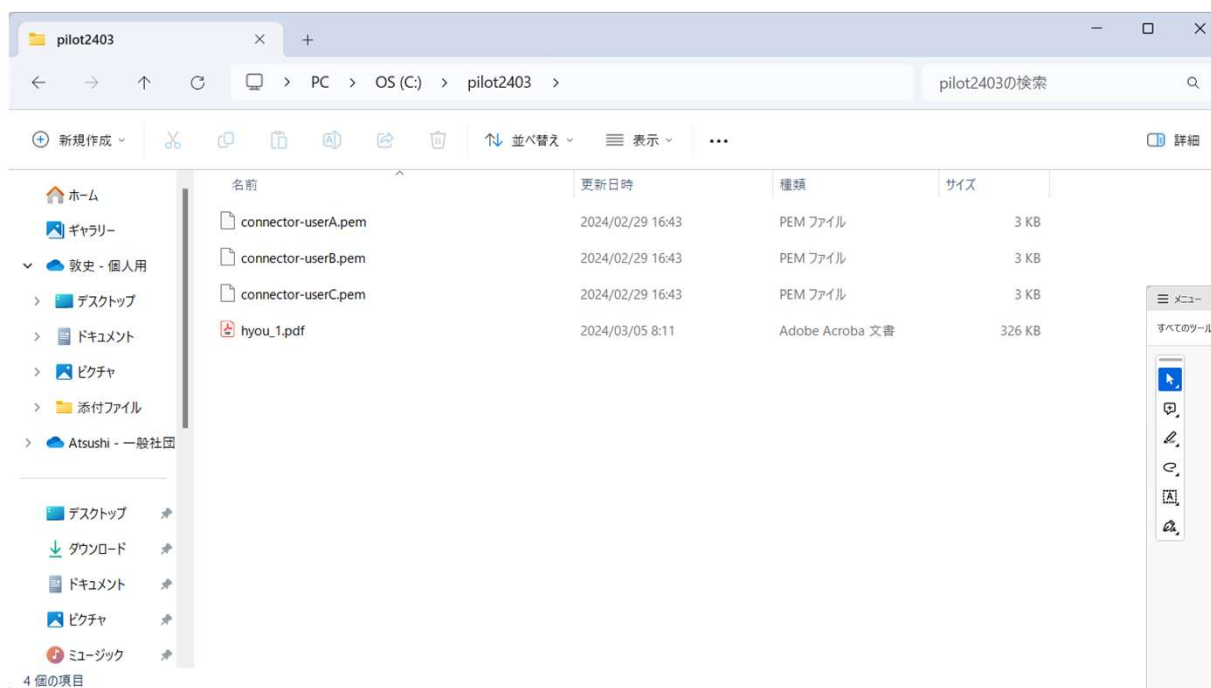 pilot2403
PC > OS (C:) > pilot2403 >
pilot2403の検索
新規作成
並べ替え
表示
詳細
名前 更新日時 種類 サイズ
connector-userA.pem 2024/02/29 16:43 PEM ファイル 3 KB
connector-userB.pem 2024/02/29 16:43 PEM ファイル 3 KB
connector-userC.pem 2024/02/29 16:43 PEM ファイル 3 KB
hyou_1.pdf 2024/03/05 8:11 Adobe Acroba 文書 326 KB
ホーム
ギャラリー
敦史 - 個人用
デスクトップ
ドキュメント
ピクチャ
添付ファイル
Atsushi - 一般社団
デスクトップ
ダウンロード
ドキュメント
ピクチャ
ミュージック
4 個の項目
メニュー
すべてのツール